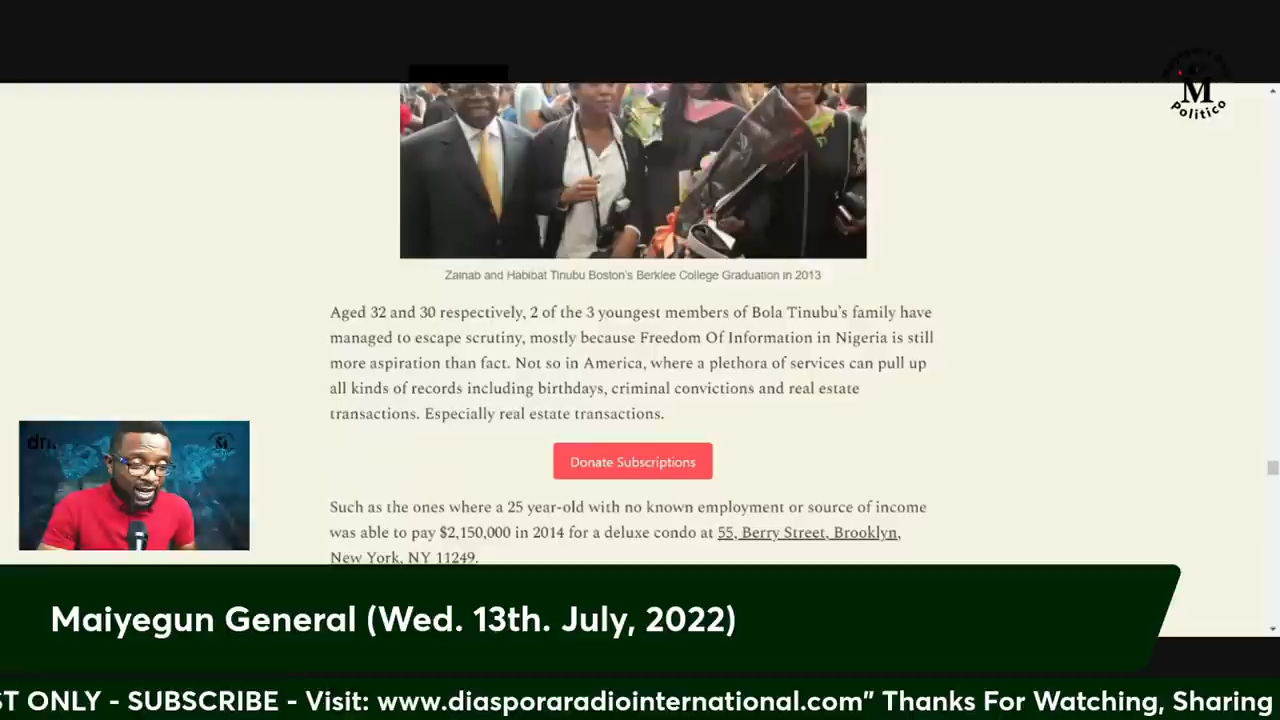 M
Politico
Zainab and Habibat Tinubu Boston's Berklee College Graduation in 2013
Aged 32 and 30 respectively, 2 of the 3 youngest members of Bola Tinubu's family have
managed to escape scrutiny, mostly because Freedom Of Information in Nigeria is still
more aspiration than fact. Not so in America, where a plethora of services can pull up
all kinds of records including birthdays, criminal convictions and real estate
transactions. Especially real estate transactions.
Donate Subscriptions
Such as the ones where a 25 year-old with no known employment or source of income
was able to pay $2,150,000 in 2014 for a deluxe condo at 55, Berry Street, Brooklyn,
New York, NY 11249.
Maiyegun General (Wed. 13th. July, 2022)
ST ONLY - SUBSCRIBE - Visit: www.diasporaradiointernational.com” Thanks For Watching, Sharing